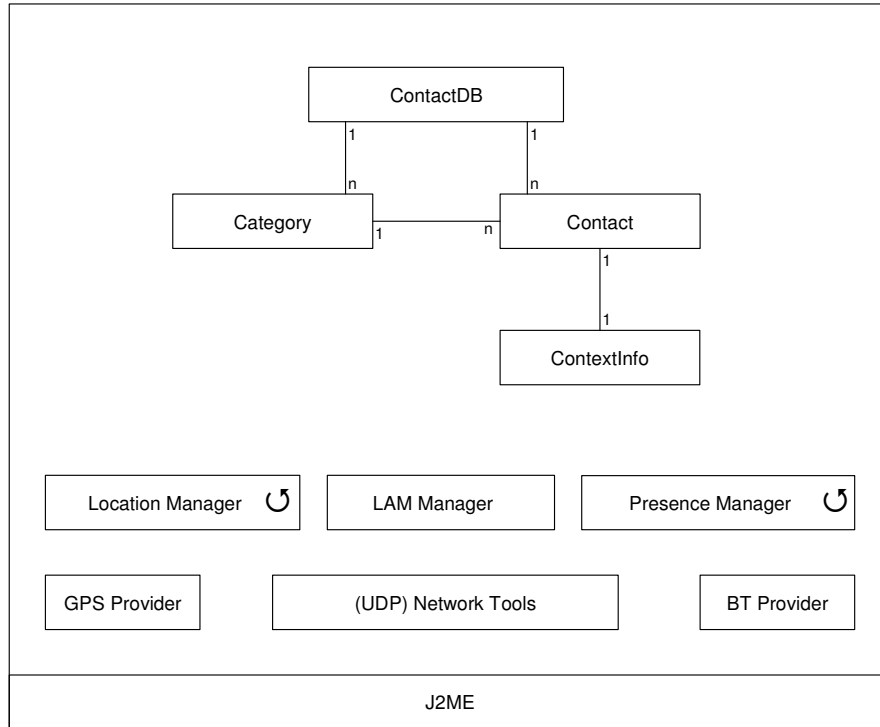 ContactDB
1
1
n
n
Category
Contact
1
n
1
1
ContextInfo
Location Manager
LAM Manager
Presence Manager
GPS Provider
(UDP) Network Tools
BT Provider
J2ME